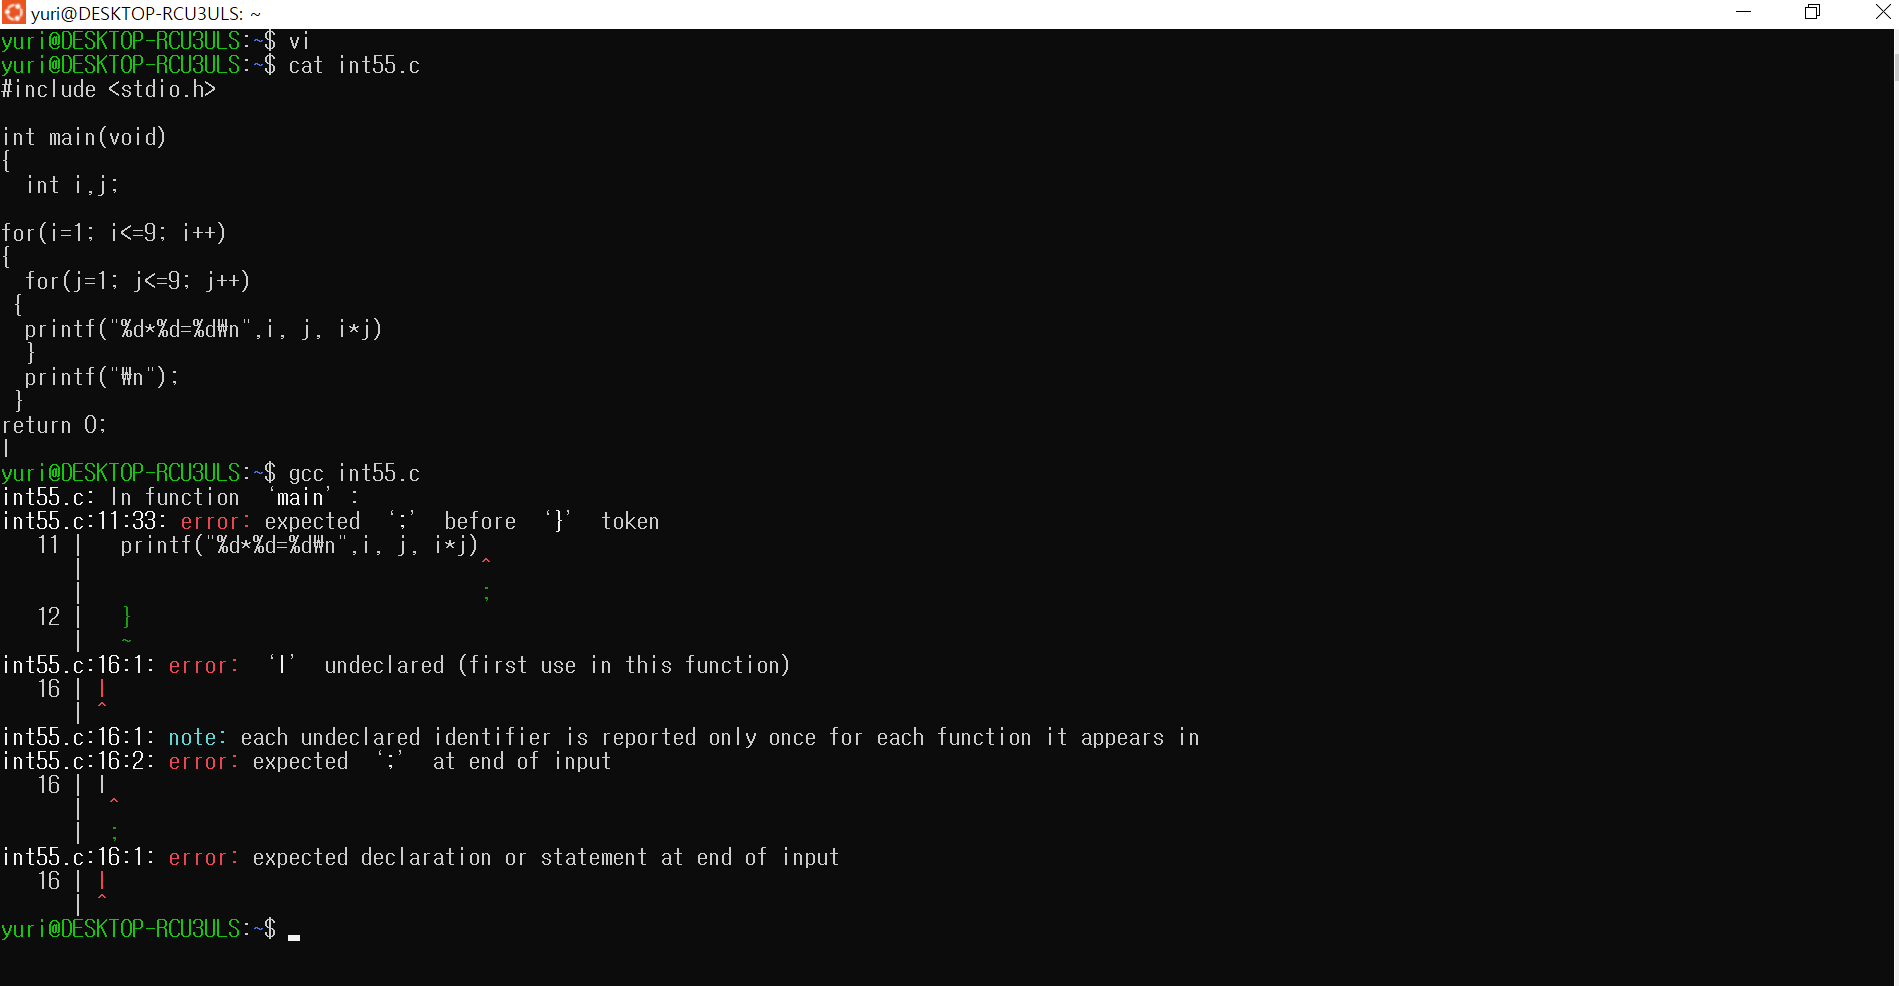 yuri@DESKTOP-RCU3ULS: ~
yuri@DESKTOP-RCU3ULS:~$ vi
yuri@DESKTOP-RCU3ULS:~$ cat int55.c
#include <stdio.h>
int main(void)
{
  int i,j;
for(i=1; i<=9; i++)
{
  for(j=1; j<=9; j++)
 {
  printf("%d*%d=%d₩n",i, j, i*j)
  }
  printf("₩n");
 }
return 0;
l
yuri@DESKTOP-RCU3ULS:~$ gcc int55.c
int55.c: In function ‘main’:
int55.c:11:33: error: expected ‘;’ before ‘}’ token
   11 |   printf("%d*%d=%d₩n",i, j, i*j)
      |                                 ^
      |                                 ;
   12 |   }
      |   ~
int55.c:16:1: error: ‘l’ undeclared (first use in this function)
   16 | l
      | ^
int55.c:16:1: note: each undeclared identifier is reported only once for each function it appears in
int55.c:16:2: error: expected ‘;’ at end of input
   16 | l
      |  ^
      |  ;
int55.c:16:1: error: expected declaration or statement at end of input
   16 | l
      | ^
yuri@DESKTOP-RCU3ULS:~$